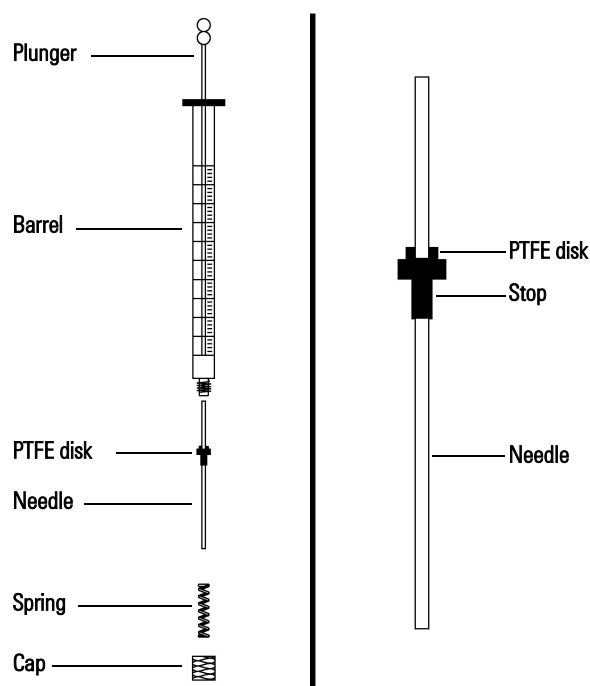 Plunger
Barrel
PTFE disk
Needle
Spring
Cap
PTFE disk
Stop
Needle